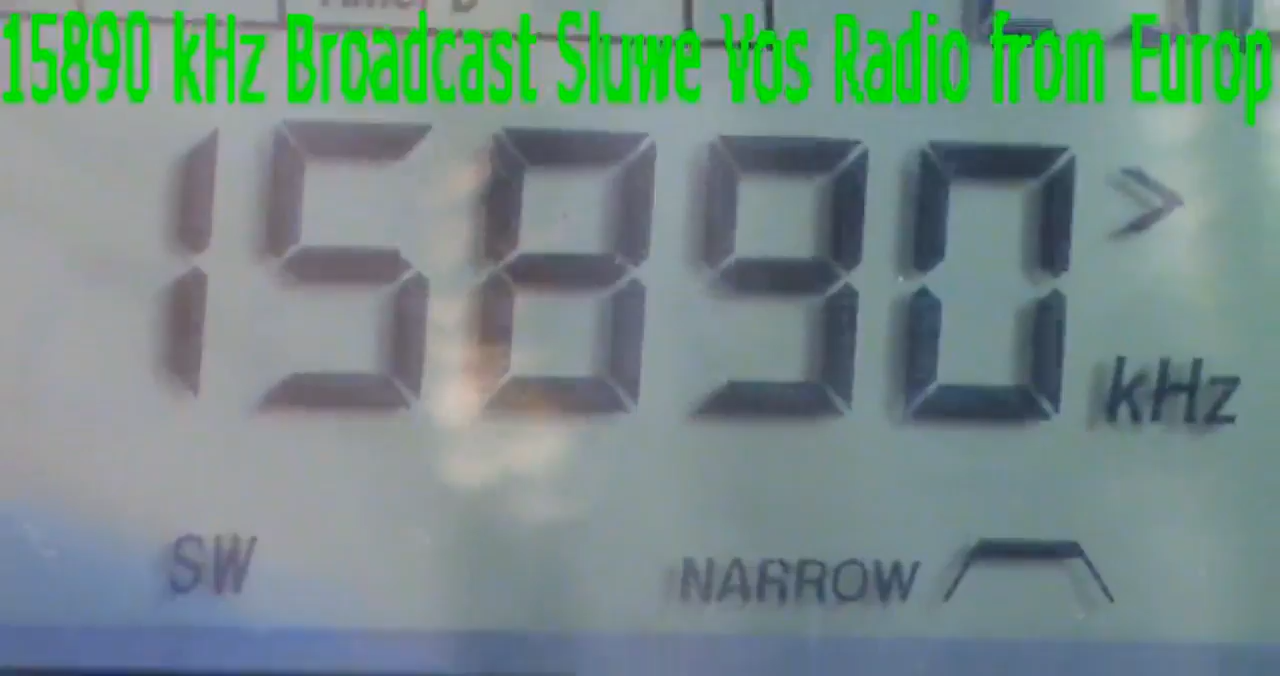 15890 kHz Broadcast Sluwe Vos Radio from Europ
15890
kHz
SW
NARROW